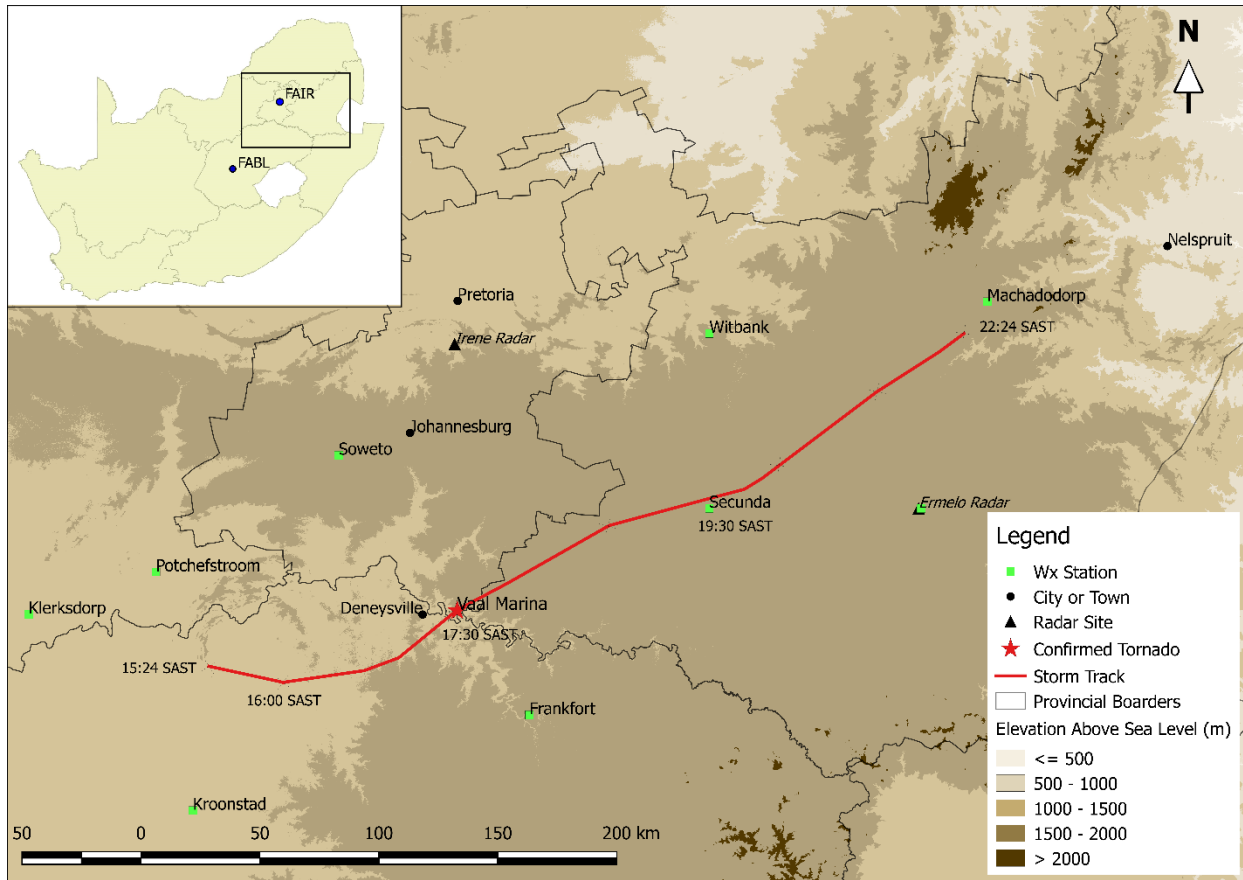 FAIR
FABL
N
Nelspruit
Pretoria
Machadodorp
Irene Radar
Witbank
22:24 SAST
Johannesburg
Soweto
Secunda
Ermelo Radar
19:30 SAST
Potchefstroom
Klerksdorp
Deneysville
Vaal Marina
17:30 SAST
15:24 SAST
16:00 SAST
Frankfort
Kroonstad
50 0 50 100 150 200 km
Legend
Wx Station
City or Town
Radar Site
Confirmed Tornado
Storm Track
Provincial Boarders
Elevation Above Sea Level (m)
<= 500
500 - 1000
1000 - 1500
1500 - 2000
> 2000